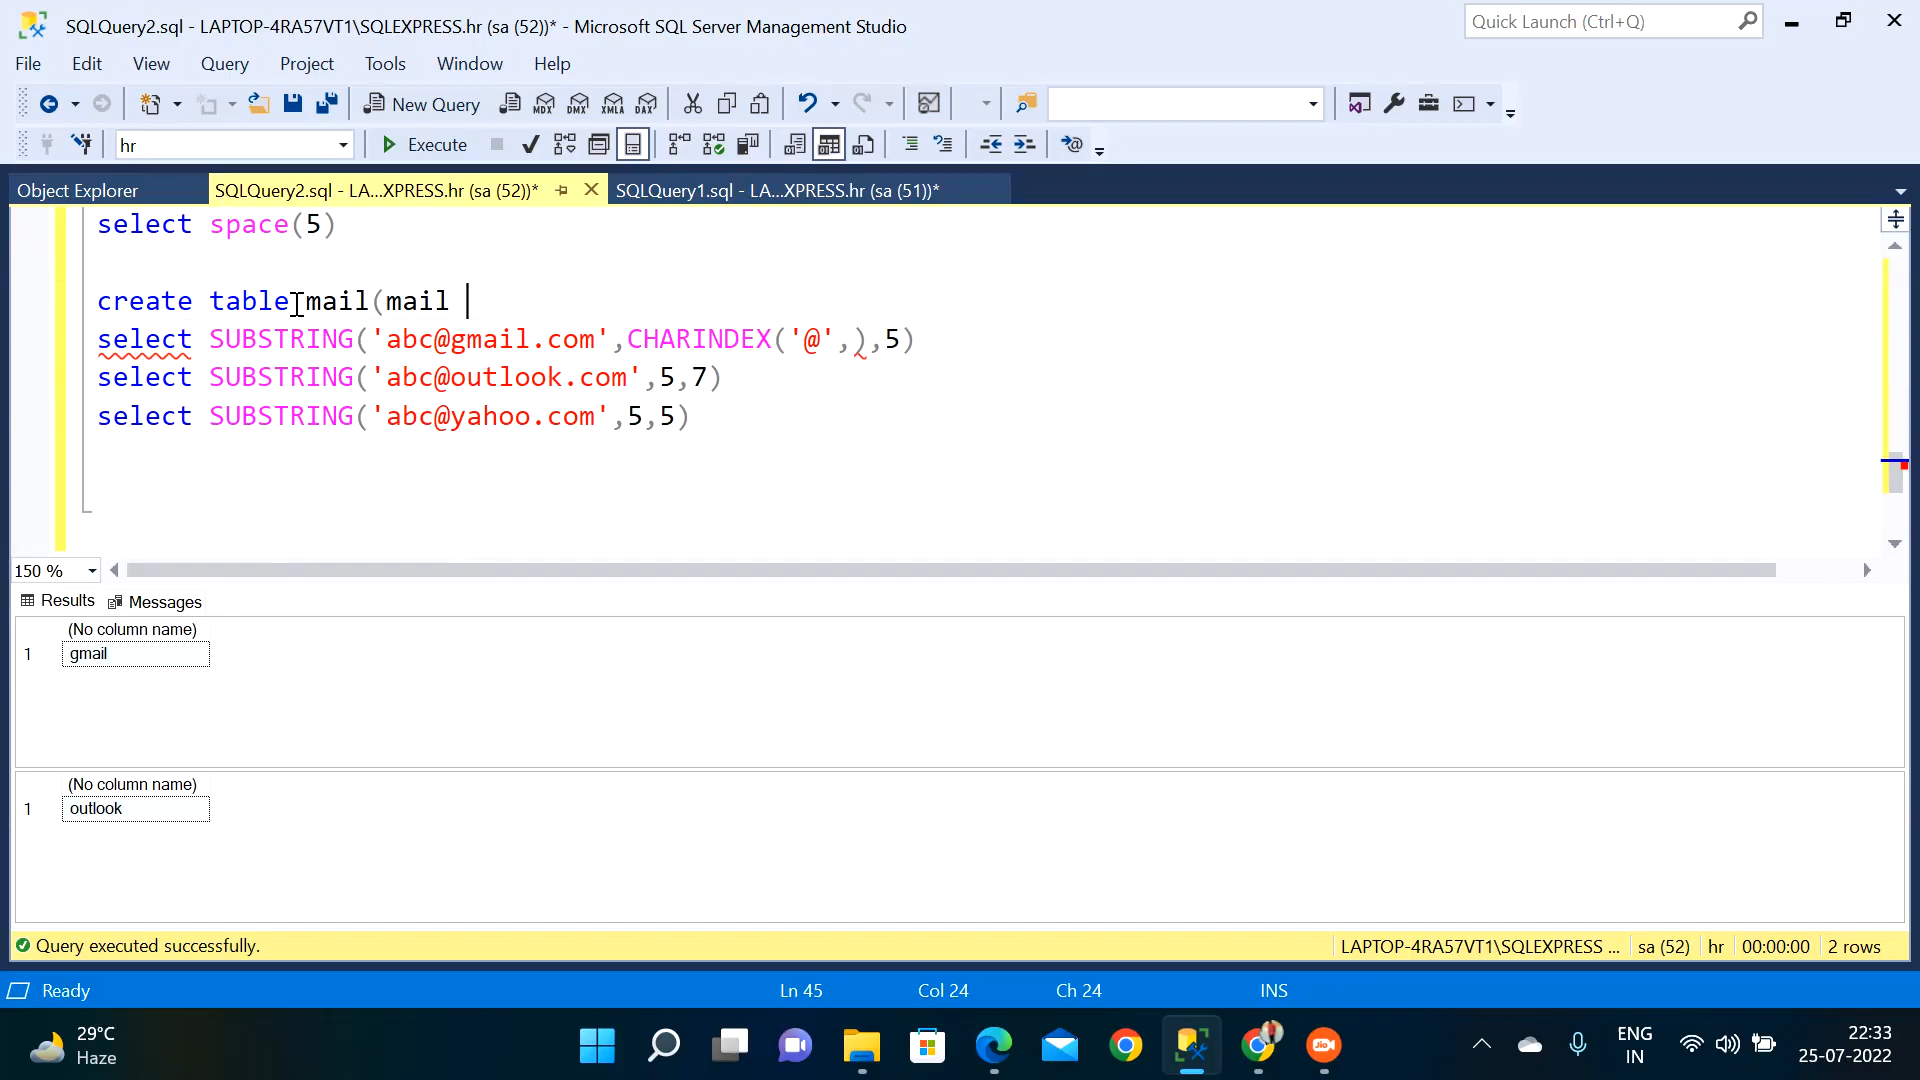 SQLQuery2.sql - LAPTOP-4RA57VT1\SQLEXPRESS.hr (sa (52))* - Microsoft SQL Server Management Studio
Quick Launch (Ctrl+Q)
File Edit View Query Project Tools Window Help
New Query MDX DMX XMLA DAX
hr Execute
Object Explorer SQLQuery2.sql - LA...XPRESS.hr (sa (52))* SQLQuery1.sql - LA...XPRESS.hr (sa (51))*
select space(5)
create table mail(mail
select SUBSTRING('abc@gmail.com',CHARINDEX('@',),5)
select SUBSTRING('abc@outlook.com',5,7)
select SUBSTRING('abc@yahoo.com',5,5)
150 %
Results Messages
(No column name)
1 gmail
(No column name)
1 outlook
Query executed successfully. LAPTOP-4RA57VT1\SQLEXPRESS ... sa (52) hr 00:00:00 2 rows
Ready Ln 45 Col 24 Ch 24 INS
29°C
Haze
Jio
ENG
IN
22:33
25-07-2022